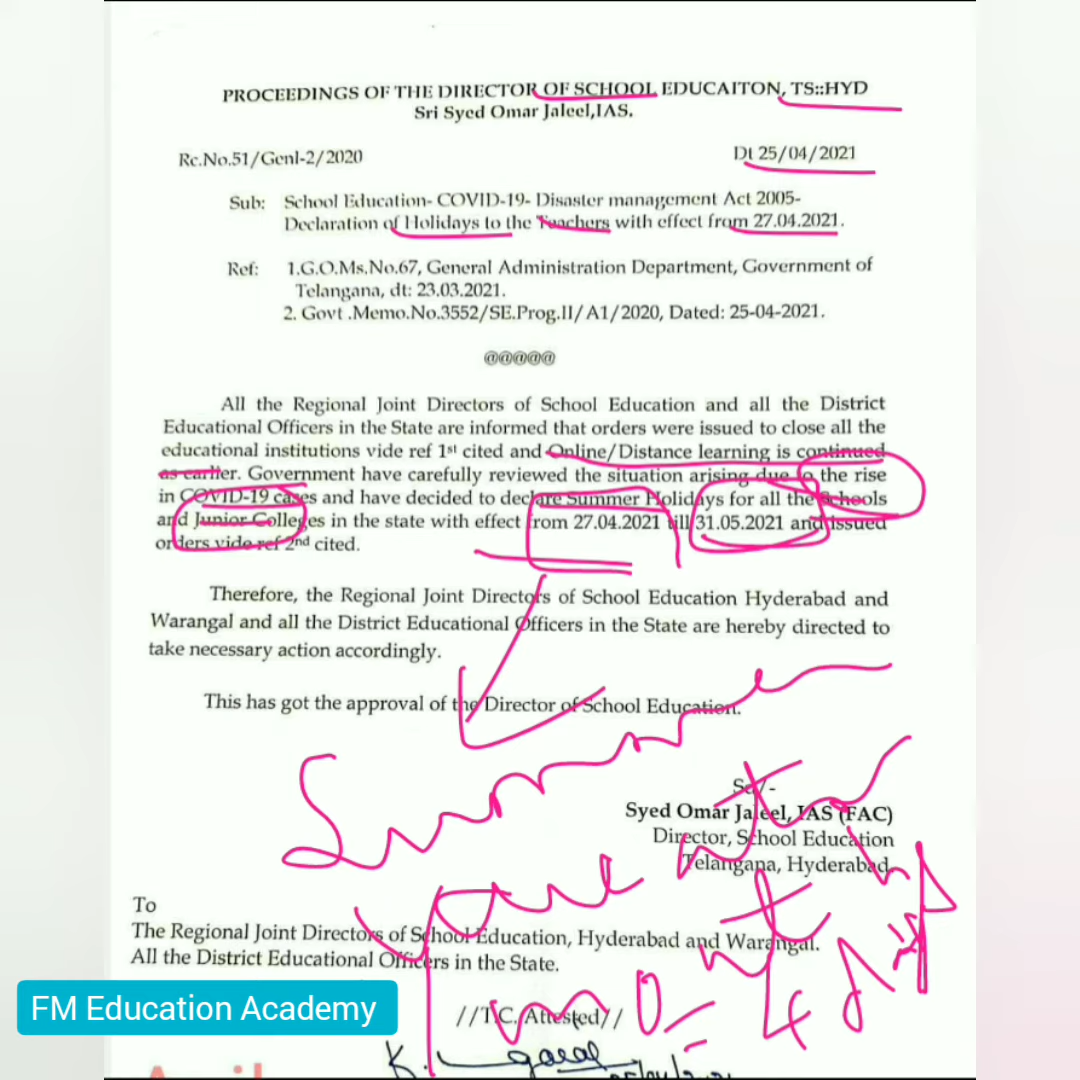 PROCEEDINGS OF THE DIRECTOR OF SCHOOL EDUCAITON, TS::HYD
Sri Syed Omar Jaleel,IAS.
Rc.No.51/Genl-2/2020
Dt 25/04/2021
Sub: School Education- COVID-19- Disaster management Act 2005-
Declaration of Holidays to the Teachers with effect from 27.04.2021.
Ref: 1.G.O.Ms.No.67, General Administration Department, Government of
Telangana, dt: 23.03.2021.
2. Govt .Memo.No.3552/SE.Prog.II/A1/2020, Dated: 25-04-2021.
@@@@@
All the Regional Joint Directors of School Education and all the District
Educational Officers in the State are informed that orders were issued to close all the
educational institutions vide ref 1st cited and Online/Distance learning is continued
as earlier. Government have carefully reviewed the situation arising due to the rise
in COVID-19 cases and have decided to declare Summer Holidays for all the Schools
and Junior Colleges in the state with effect from 27.04.2021 till 31.05.2021 and issued
orders vide ref 2nd cited.
Therefore, the Regional Joint Directors of School Education Hyderabad and
Warangal and all the District Educational Officers in the State are hereby directed to
take necessary action accordingly.
This has got the approval of the Director of School Education.
Summer
Sd/-
Syed Omar Jaleel, IAS (FAC)
Director, School Education
Telangana, Hyderabad
To
The Regional Joint Directors of School Education, Hyderabad and Warangal.
All the District Educational Officers in the State.
FM Education Academy
//T.C. Attested//